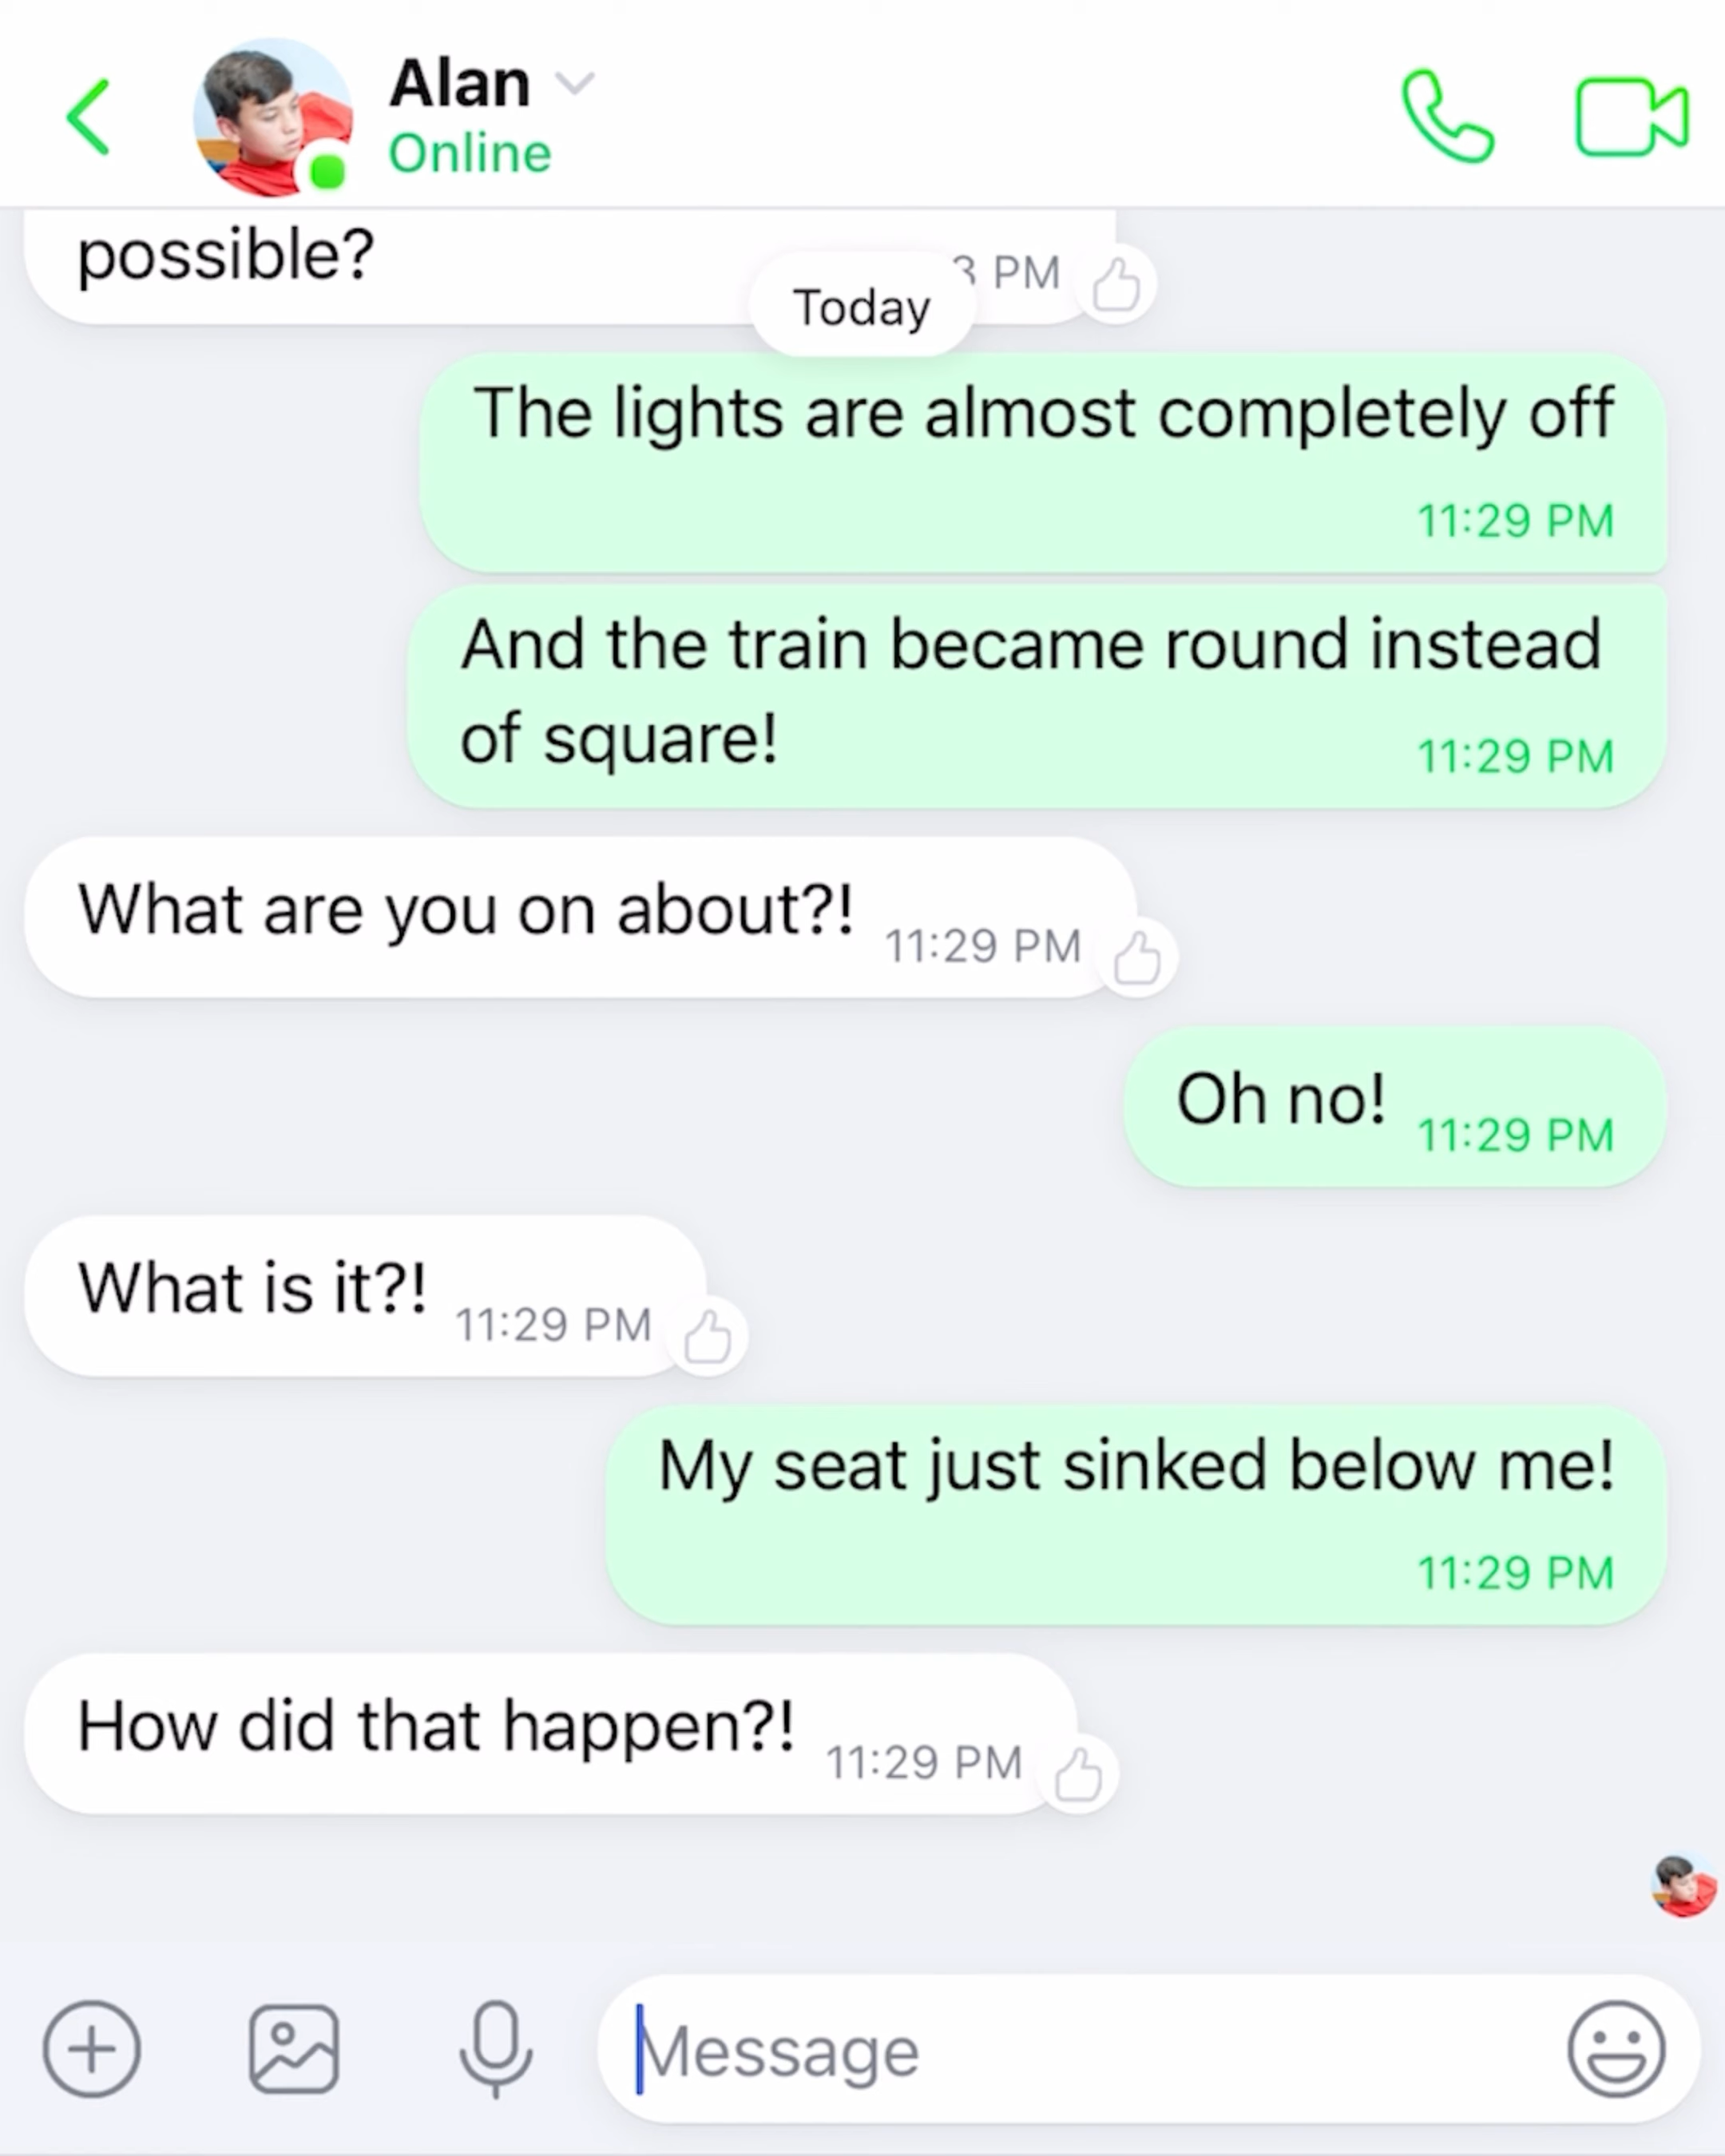 Alan
Online
possible?
3 PM
Today
The lights are almost completely off
11:29 PM
And the train became round instead
of square!
11:29 PM
What are you on about?!
11:29 PM
Oh no!
11:29 PM
What is it?!
11:29 PM
My seat just sinked below me!
11:29 PM
How did that happen?!
11:29 PM
Message